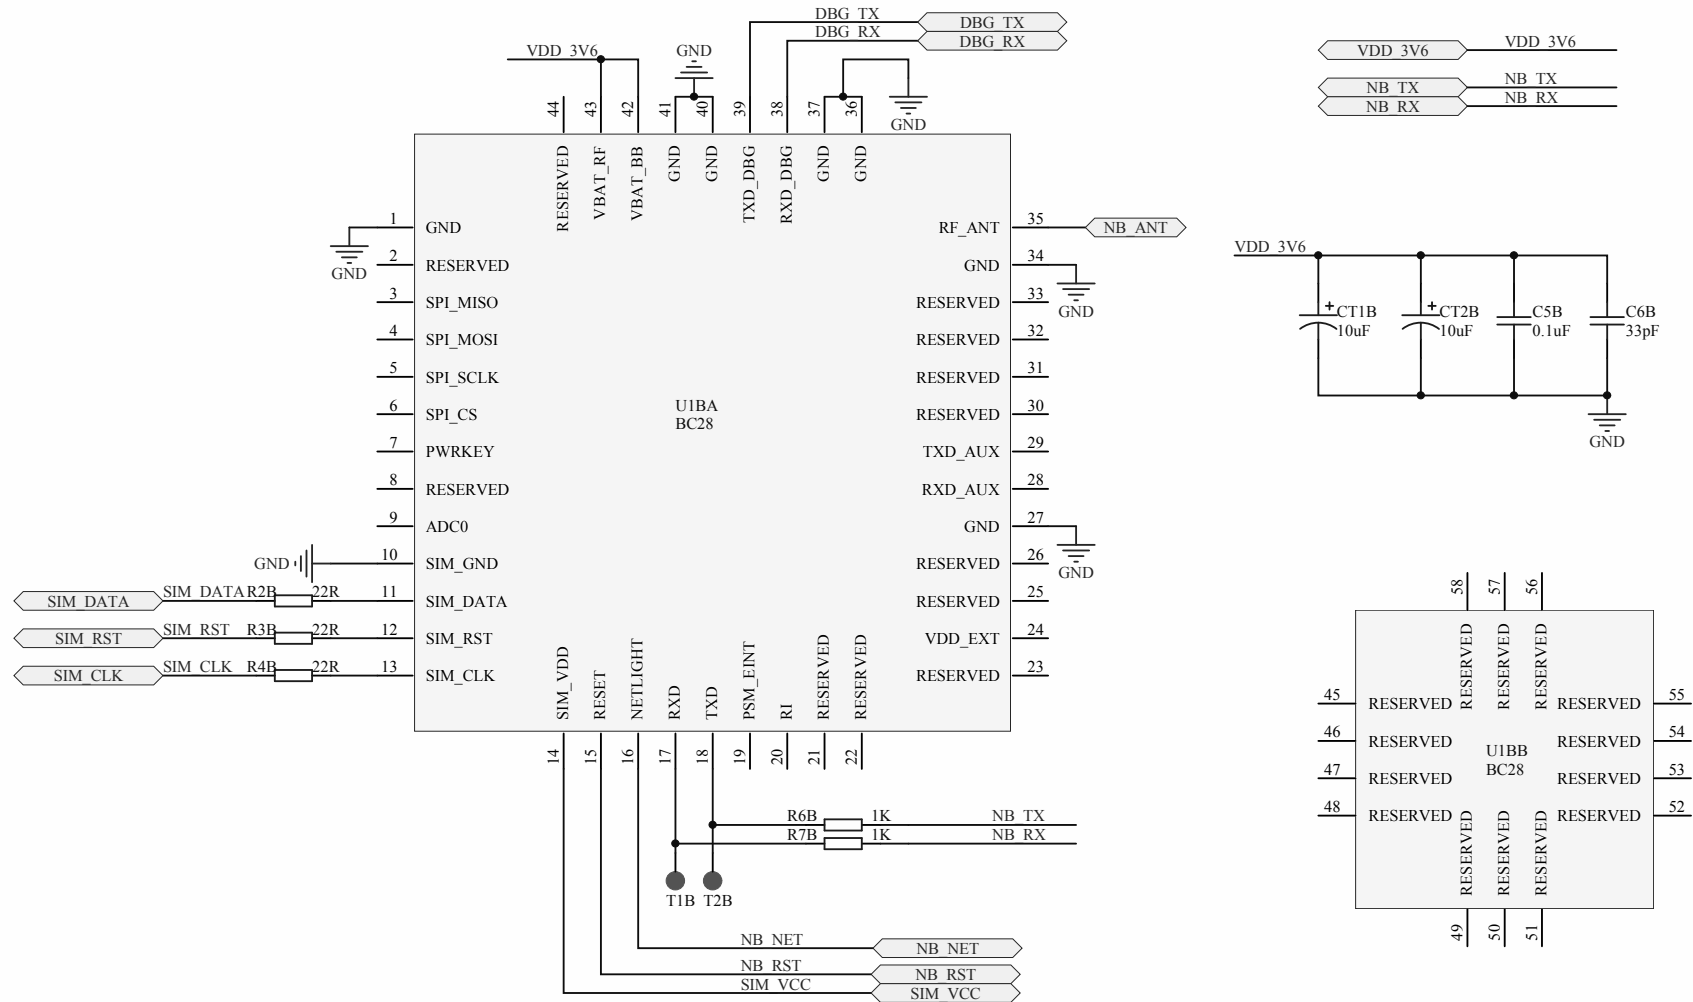 DBG_TX DBG_TX
DBG_RX DBG_RX
VDD_3V6
GND
GND
44 43 42 41 40 39 38 37 36
RESERVED VBAT_RF VBAT_BB GND GND TXD_DBG RXD_DBG GND GND
1 GND
GND
2 RESERVED
3 SPI_MISO
4 SPI_MOSI
5 SPI_SCLK
6 SPI_CS
7 PWRKEY
8 RESERVED
9 ADC0
GND 10 SIM_GND
SIM_DATA SIM_DATA R2B 22R 11 SIM_DATA
SIM_RST SIM_RST R3B 22R 12 SIM_RST
SIM_CLK SIM_CLK R4B 22R 13 SIM_CLK
U1BA
BC28
RF_ANT 35 NB_ANT
GND 34
GND
RESERVED 33
RESERVED 32
RESERVED 31
RESERVED 30
TXD_AUX 29
RXD_AUX 28
GND 27
GND
RESERVED 26
RESERVED 25
VDD_EXT 24
RESERVED 23
SIM_VDD RESET NETLIGHT RXD TXD PSM_EINT RI RESERVED RESERVED
14 15 16 17 18 19 20 21 22
R6B 1K NB_TX
R7B 1K NB_RX
T1B T2B
NB_NET NB_NET
NB_RST NB_RST
SIM_VCC SIM_VCC
VDD_3V6 VDD_3V6
NB_TX NB_TX
NB_RX NB_RX
VDD_3V6
+ CT1B + CT2B C5B C6B
10uF 10uF 0.1uF 33pF
GND
58 57 56
RESERVED RESERVED RESERVED
45 RESERVED RESERVED 55
46 RESERVED RESERVED 54
U1BB
BC28
47 RESERVED RESERVED 53
48 RESERVED RESERVED 52
RESERVED RESERVED RESERVED
49 50 51